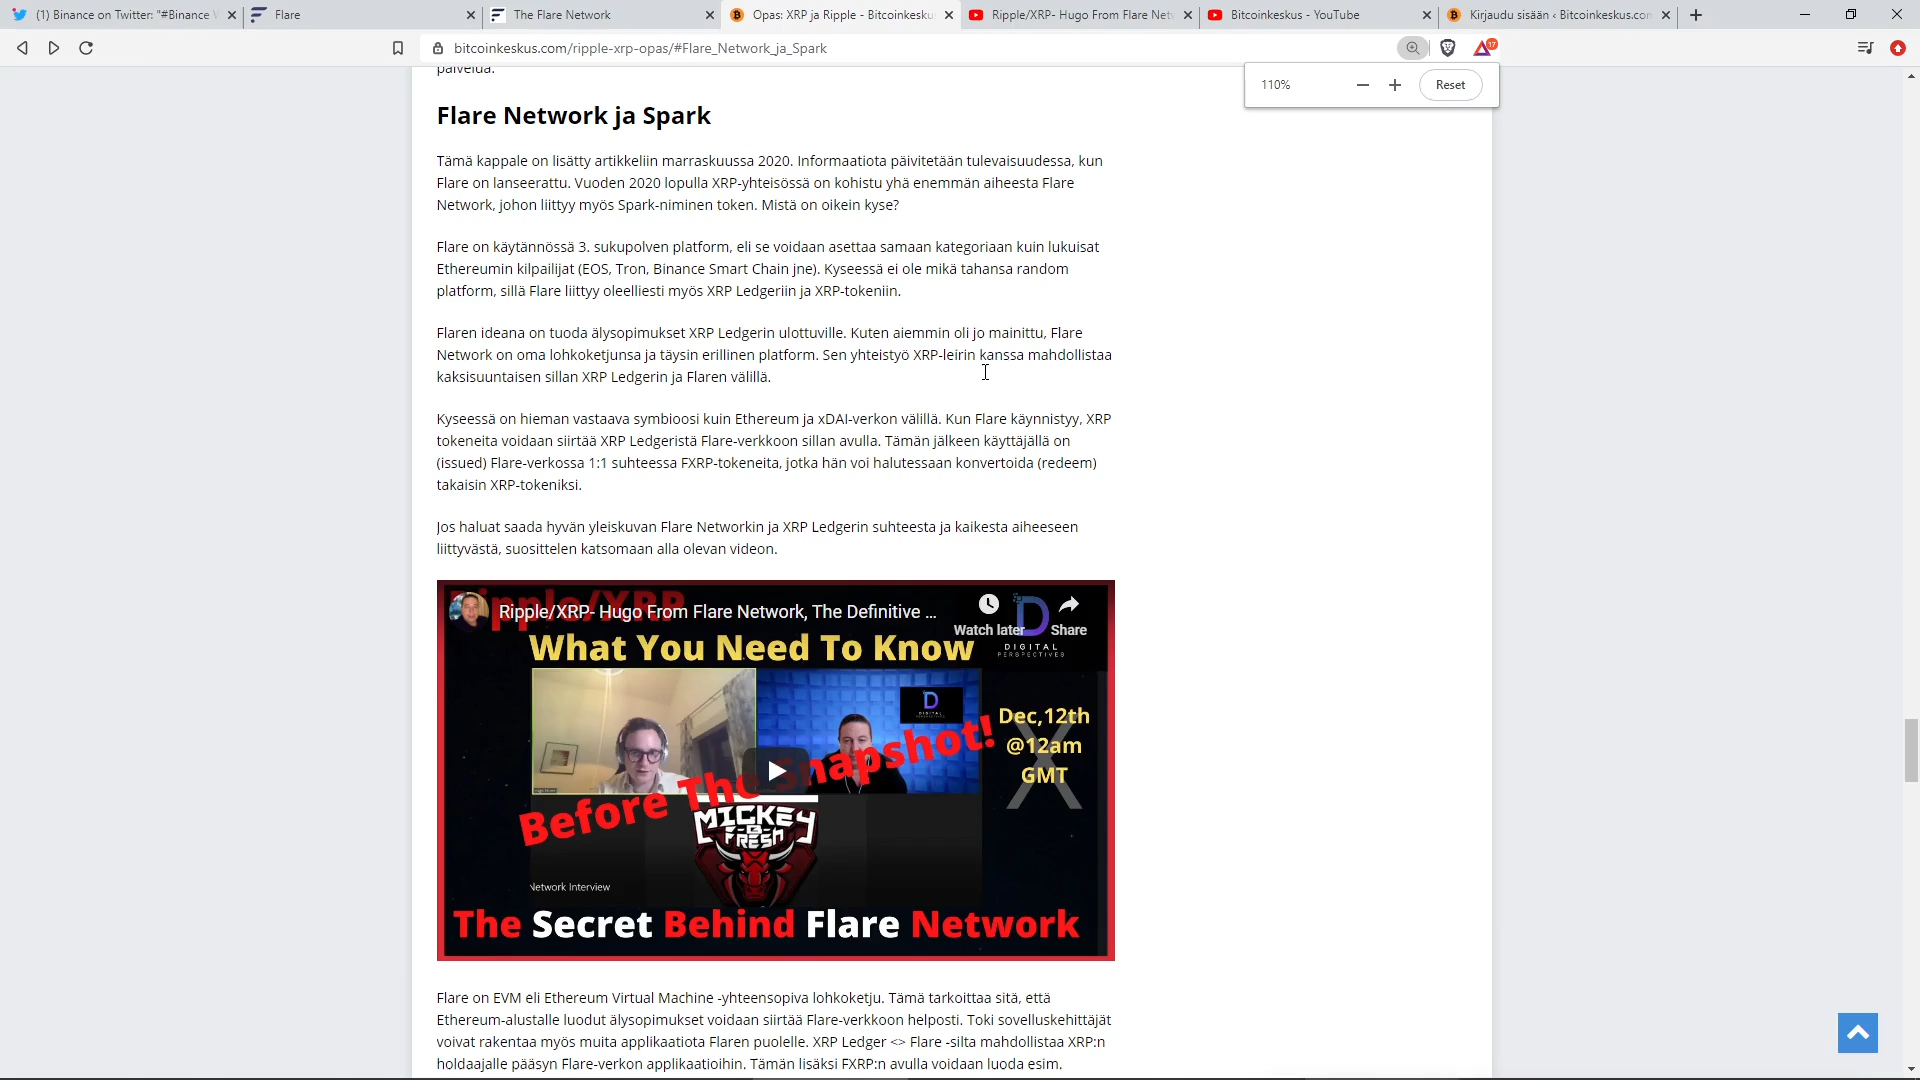 (1) Binance on Twitter: "#Binance
Flare
The Flare Network
Opas: XRP ja Ripple - Bitcoinkesku
Ripple/XRP- Hugo From Flare Net
Bitcoinkeskus - YouTube
Kirjaudu sisään ‹ Bitcoinkeskus.com
bitcoinkeskus.com/ripple-xrp-opas/#Flare_Network_ja_Spark
17
110%
Reset
palvelua.
Flare Network ja Spark
Tämä kappale on lisätty artikkeliin marraskuussa 2020. Informaatiota päivitetään tulevaisuudessa, kun
Flare on lanseerattu. Vuoden 2020 lopulla XRP-yhteisössä on kohistu yhä enemmän aiheesta Flare
Network, johon liittyy myös Spark-niminen token. Mistä on oikein kyse?
Flare on käytännössä 3. sukupolven platform, eli se voidaan asettaa samaan kategoriaan kuin lukuisat
Ethereumin kilpailijat (EOS, Tron, Binance Smart Chain jne). Kyseessä ei ole mikä tahansa random
platform, sillä Flare liittyy oleellisesti myös XRP Ledgeriin ja XRP-tokeniin.
Flaren ideana on tuoda älysopimukset XRP Ledgerin ulottuville. Kuten aiemmin oli jo mainittu, Flare
Network on oma lohkoketjunsa ja täysin erillinen platform. Sen yhteistyö XRP-leirin kanssa mahdollistaa
kaksisuuntaisen sillan XRP Ledgerin ja Flaren välillä.
Kyseessä on hieman vastaava symbioosi kuin Ethereum ja xDAI-verkon välillä. Kun Flare käynnistyy, XRP
tokeneita voidaan siirtää XRP Ledgeristä Flare-verkkoon sillan avulla. Tämän jälkeen käyttäjällä on
(issued) Flare-verkossa 1:1 suhteessa FXRP-tokeneita, jotka hän voi halutessaan konvertoida (redeem)
takaisin XRP-tokeniksi.
Jos haluat saada hyvän yleiskuvan Flare Networkin ja XRP Ledgerin suhteesta ja kaikesta aiheeseen
liittyvästä, suosittelen katsomaan alla olevan videon.
Ripple/XRP
Ripple/XRP- Hugo From Flare Network, The Definitive ...
Watch later
Share
What You Need To Know
D
DIGITAL
PERSPECTIVES
Dec,12th
@12am
GMT
Before The Snapshot!
MICKEY
B
FRESH
Network Interview
The Secret Behind Flare Network
Flare on EVM eli Ethereum Virtual Machine -yhteensopiva lohkoketju. Tämä tarkoittaa sitä, että
Ethereum-alustalle luodut älysopimukset voidaan siirtää Flare-verkkoon helposti. Toki sovelluskehittäjät
voivat rakentaa myös muita applikaatiota Flaren puolelle. XRP Ledger <> Flare -silta mahdollistaa XRP:n
holdaajalle pääsyn Flare-verkon applikaatioihin. Tämän lisäksi FXRP:n avulla voidaan luoda esim.